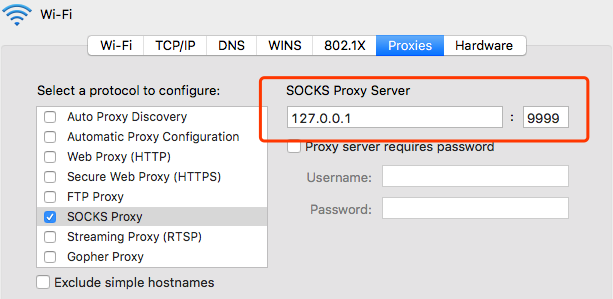 Wi-Fi
Wi-Fi TCP/IP DNS WINS 802.1X Proxies Hardware
Select a protocol to configure:
Auto Proxy Discovery
Automatic Proxy Configuration
Web Proxy (HTTP)
Secure Web Proxy (HTTPS)
FTP Proxy
SOCKS Proxy
Streaming Proxy (RTSP)
Gopher Proxy
Exclude simple hostnames
SOCKS Proxy Server
127.0.0.1 : 9999
Proxy server requires password
Username:
Password: